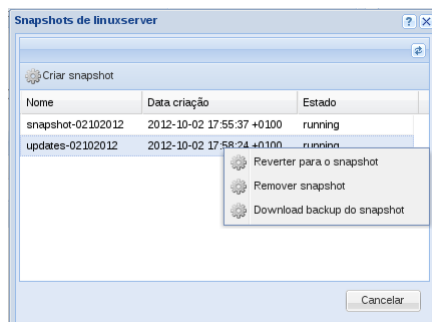 Snapshots de linuxserver
Criar snapshot
Nome Data criação Estado
snapshot-02102012 2012-10-02 17:55:37 +0100 running
updates-02102012 2012-10-02 17:58:24 +0100 running
Reverter para o snapshot
Remover snapshot
Download backup do snapshot
Cancelar